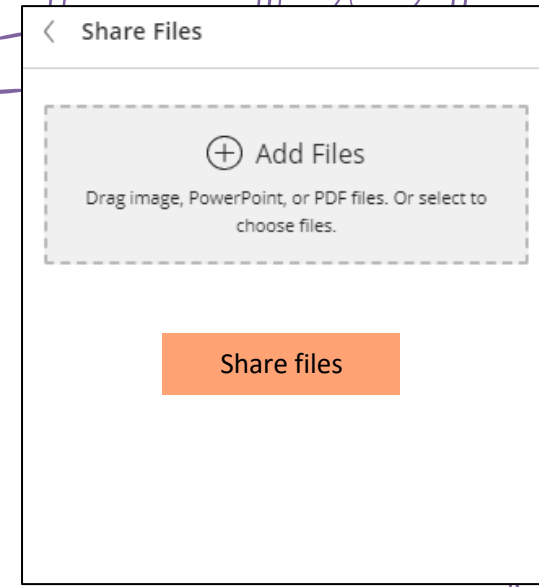 Share Files
Add Files
Drag image, PowerPoint, or PDF files. Or select to
choose files.
Share files